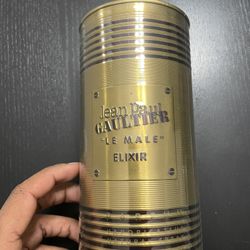 Jean Paul
GAULTIER
"LE MALE"
ELIXIR